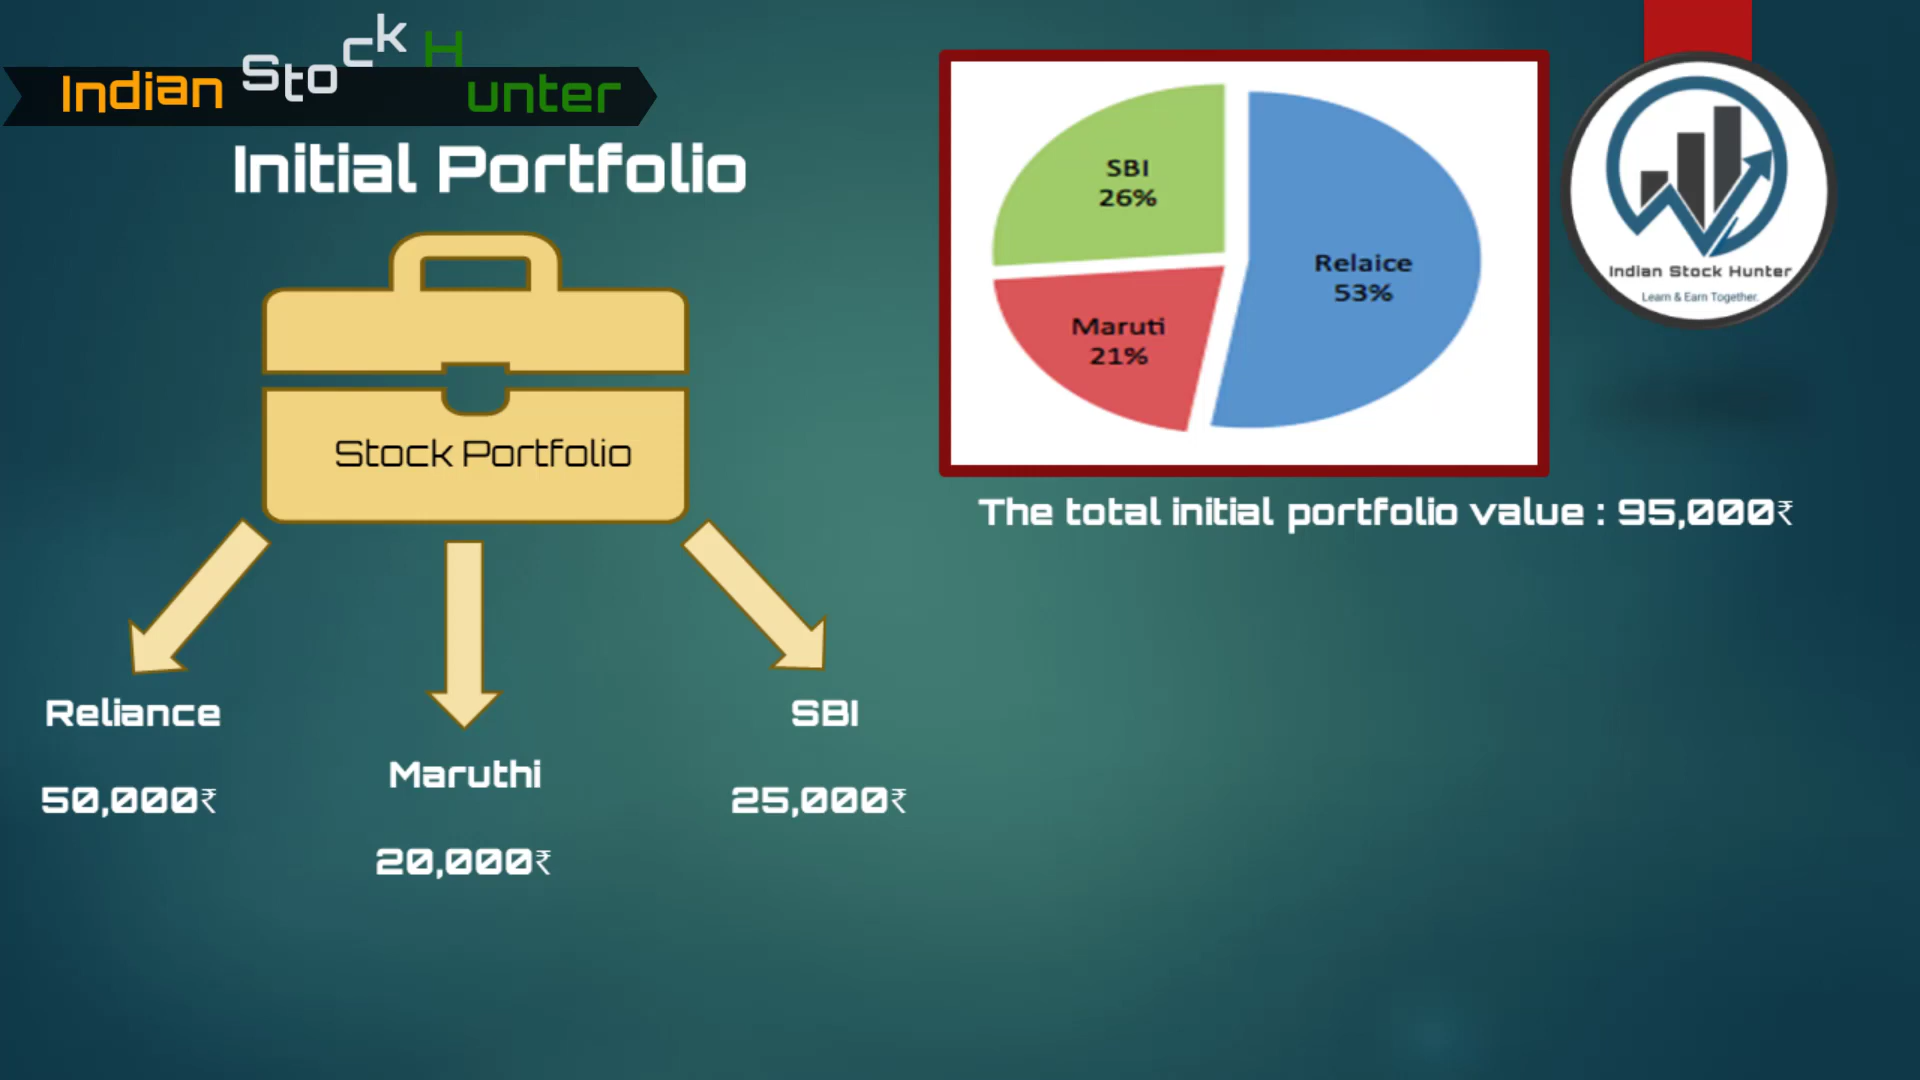 Indian Stock Hunter
Initial Portfolio
Stock Portfolio
Reliance
50,000₹
Maruthi
20,000₹
SBI
25,000₹
SBI
26%
Relaice
53%
Maruti
21%
The total initial portfolio value : 95,000₹
Indian Stock Hunter
Learn & Earn Together.